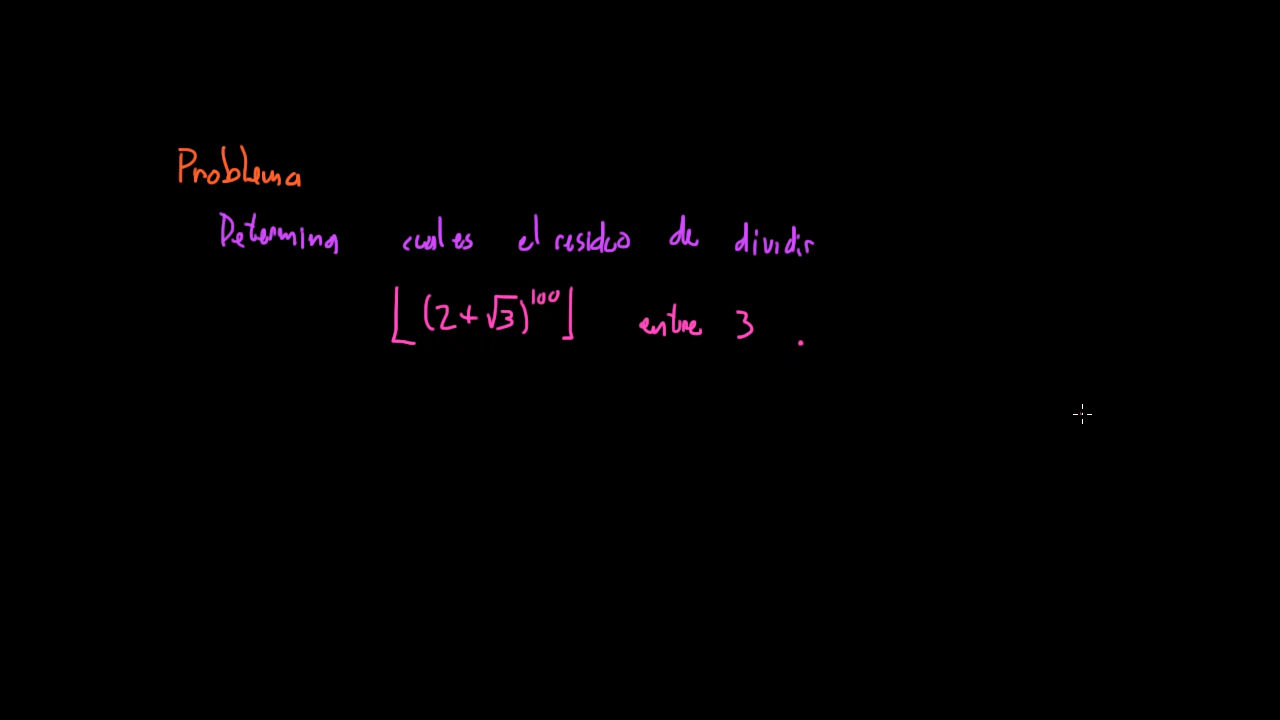 Problema
Determina cual es el residuo de dividir
⌊(2+√3)^100⌋ entre 3 .